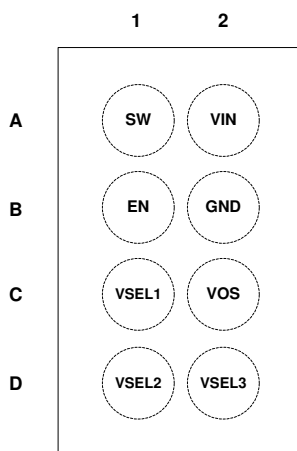 1 2
A SW VIN
B EN GND
C VSEL1 VOS
D VSEL2 VSEL3